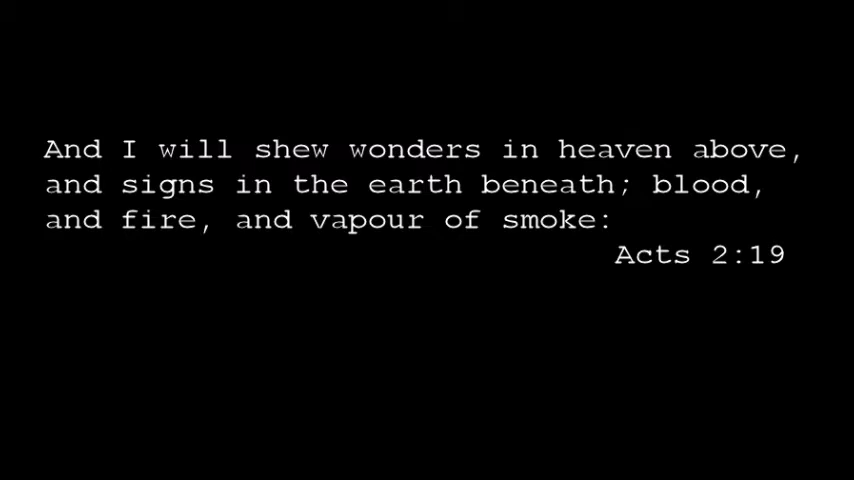 And I will shew wonders in heaven above,
and signs in the earth beneath; blood,
and fire, and vapour of smoke:
Acts 2:19